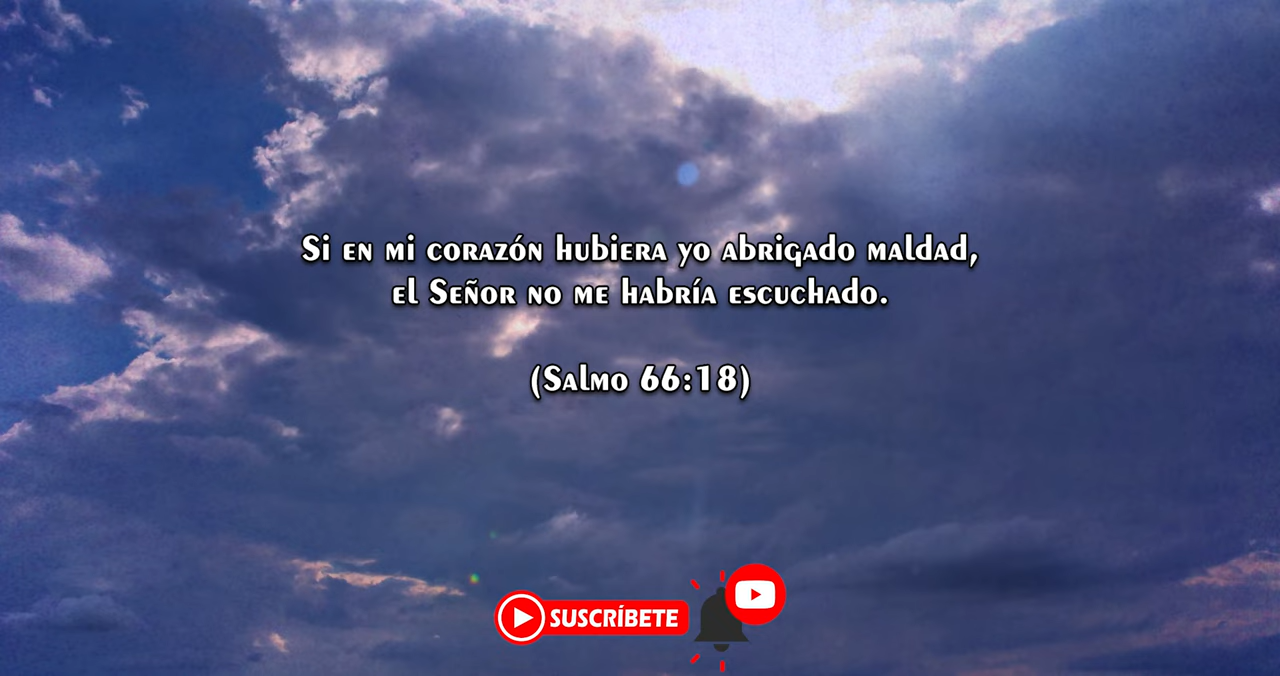 Si en mi corazón hubiera yo abrigado maldad,
el Señor no me habría escuchado.
(Salmo 66:18)
SUSCRÍBETE